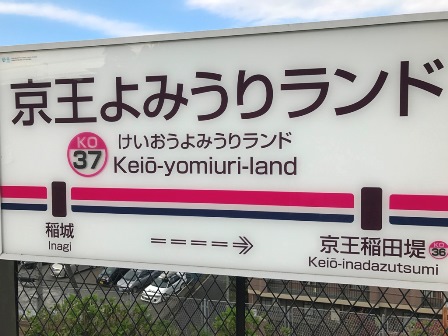 京王よみうりランド
KO
37
けいおうよみうりランド
Keiō-yomiuri-land
稲城
Inagi
京王稲田堤
KO
36
Keiō-inadazutsumi